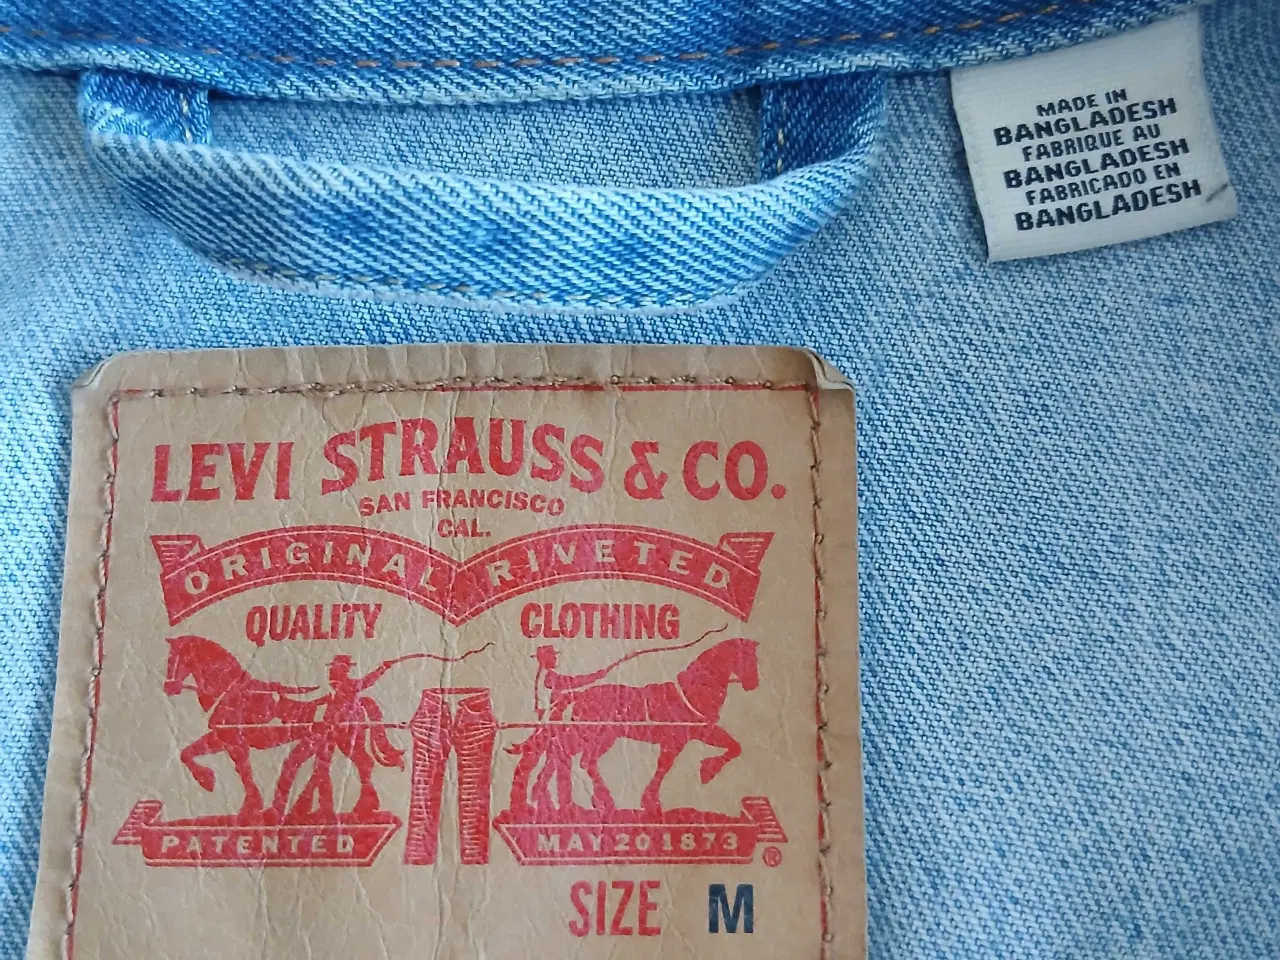 MADE IN
BANGLADESH
FABRIQUE AU
BANGLADESH
FABRICADO EN
BANGLADESH
LEVI STRAUSS & CO.
SAN FRANCISCO
CAL.
ORIGINAL RIVETED
QUALITY CLOTHING
PATENTED MAY 20 1873 ®
SIZE M